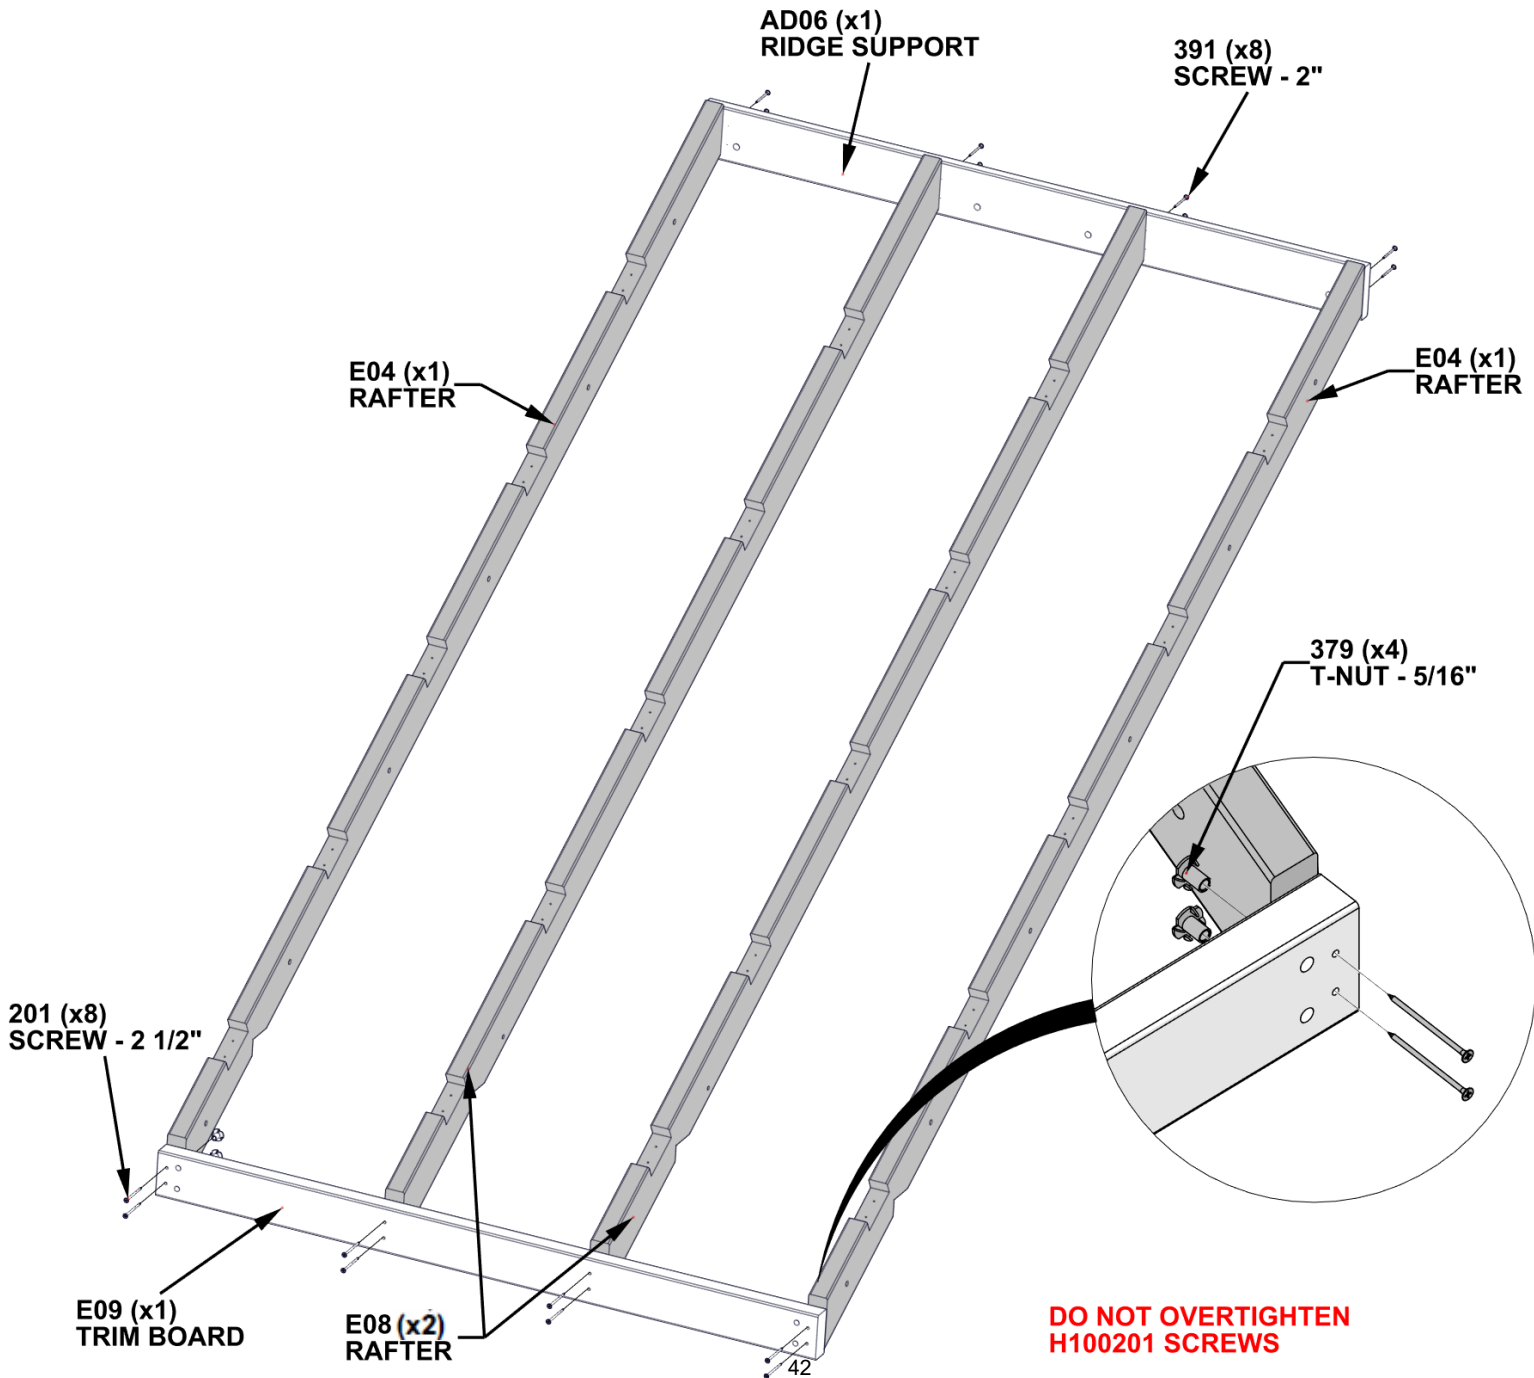 AD06 (x1)
RIDGE SUPPORT
391 (x8)
SCREW - 2"
E04 (x1)
RAFTER
E04 (x1)
RAFTER
379 (x4)
T-NUT - 5/16"
201 (x8)
SCREW - 2 1/2"
E09 (x1)
TRIM BOARD
E08 (x2)
RAFTER
DO NOT OVERTIGHTEN
H100201 SCREWS
42